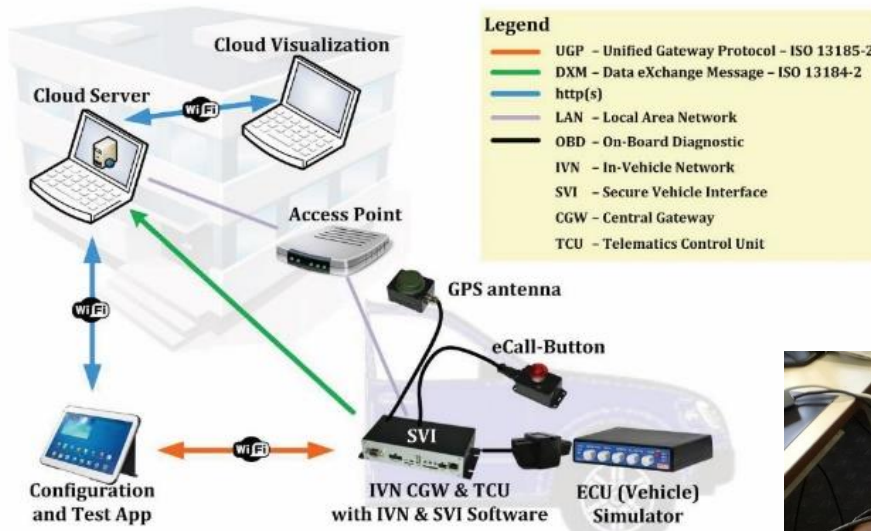 Cloud Visualization
Cloud Server
WiFi
Access Point
GPS antenna
eCall-Button
WiFi
SVI
WiFi
Configuration
and Test App
IVN CGW & TCU
with IVN & SVI Software
ECU (Vehicle)
Simulator
Legend
UGP – Unified Gateway Protocol – ISO 13185-2
DXM – Data eXchange Message – ISO 13184-2
http(s)
LAN – Local Area Network
OBD – On-Board Diagnostic
IVN – In-Vehicle Network
SVI – Secure Vehicle Interface
CGW – Central Gateway
TCU – Telematics Control Unit